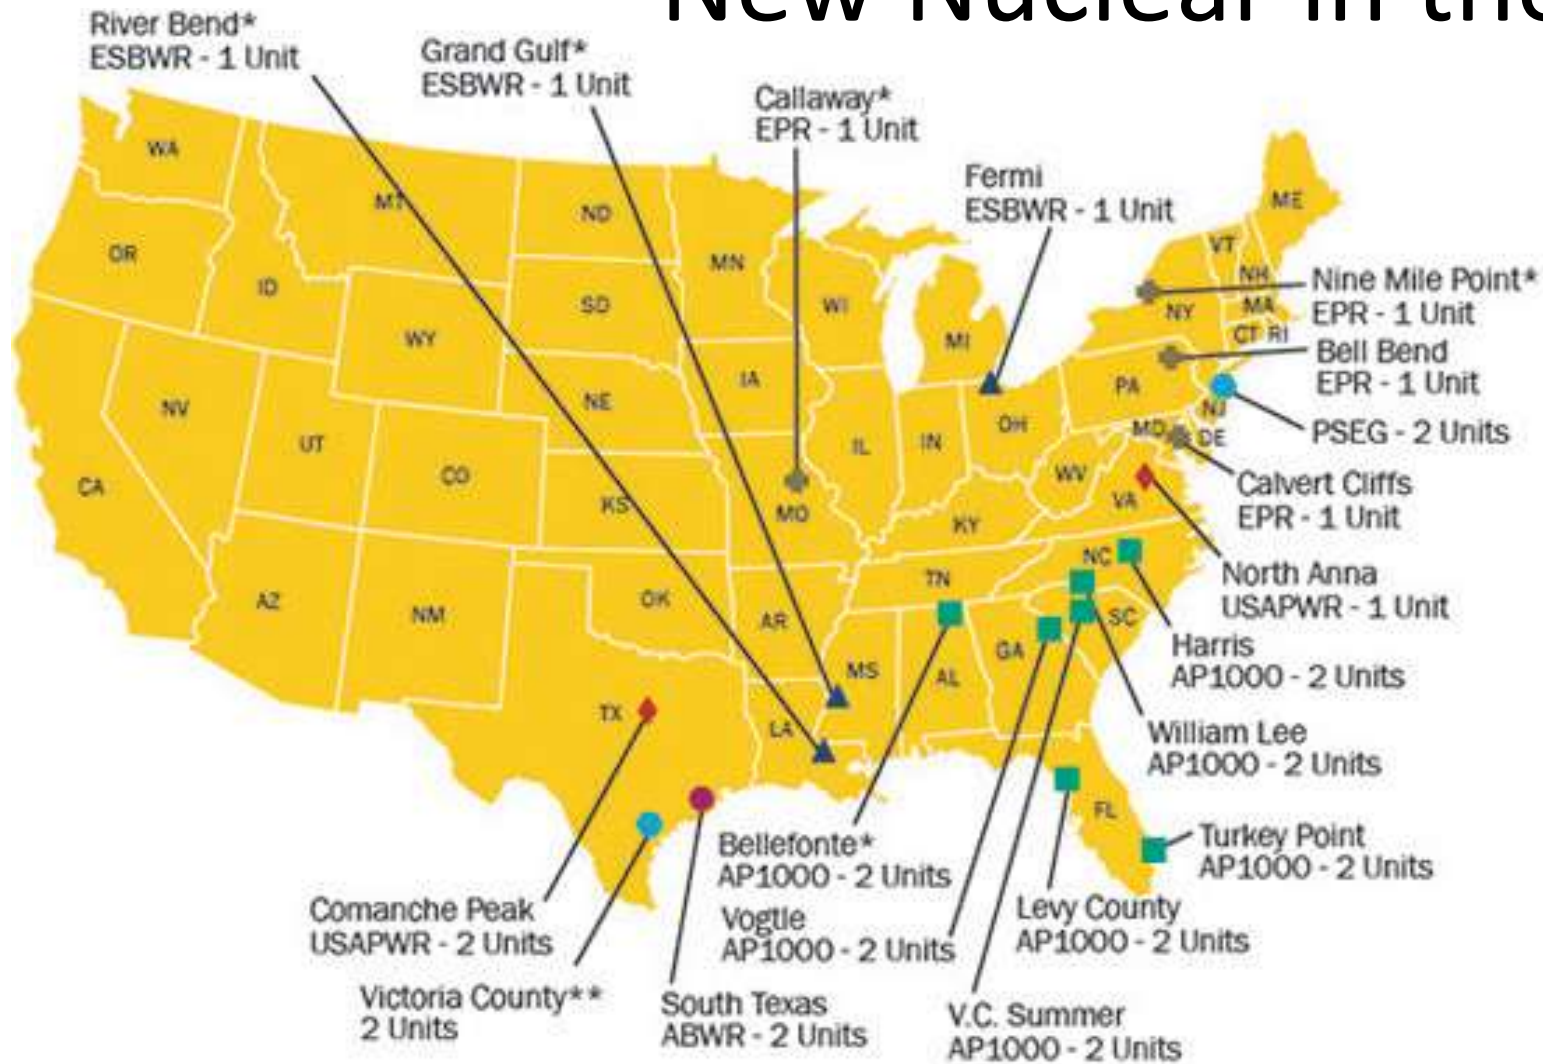 New Nuclear in the
River Bend*
ESBWR - 1 Unit
Grand Gulf*
ESBWR - 1 Unit
Callaway*
EPR - 1 Unit
Fermi
ESBWR - 1 Unit
Nine Mile Point*
EPR - 1 Unit
Bell Bend
EPR - 1 Unit
PSEG - 2 Units
Calvert Cliffs
EPR - 1 Unit
North Anna
USAPWR - 1 Unit
Harris
AP1000 - 2 Units
William Lee
AP1000 - 2 Units
Turkey Point
AP1000 - 2 Units
Levy County
AP1000 - 2 Units
V.C. Summer
AP1000 - 2 Units
Bellefonte*
AP1000 - 2 Units
Vogtle
AP1000 - 2 Units
South Texas
ABWR - 2 Units
Victoria County**
2 Units
Comanche Peak
USAPWR - 2 Units
WA
MT
ND
MN
OR
ID
SD
WI
WY
MI
NY
VT
NH
ME
MA
CT RI
IA
NE
NV
UT
CO
CA
KS
MO
IL
IN
OH
PA
NJ
MD
DE
WV
VA
KY
NC
TN
SC
AZ
NM
OK
AR
MS
AL
GA
TX
LA
FL